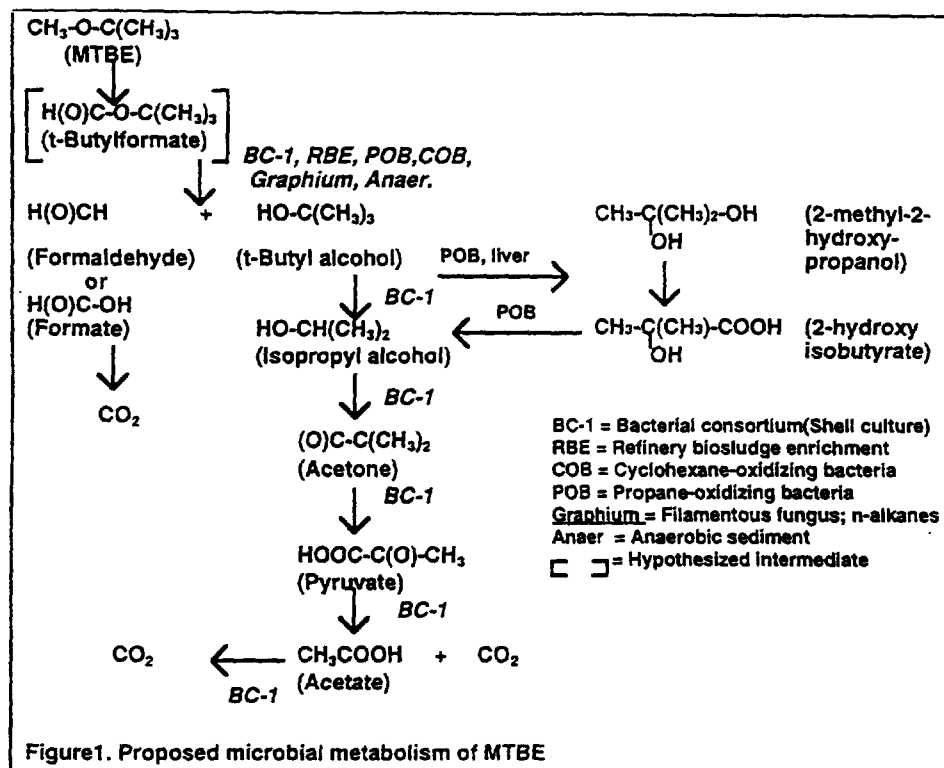 CH₃-O-C(CH₃)₃
(MTBE)
H(O)C-O-C(CH₃)₃
(t-Butylformate)
BC-1, RBE, POB,COB,
Graphium, Anaer.
H(O)CH + HO-C(CH₃)₃
CH₃-C(CH₃)₂-OH (2-methyl-2-
OH hydroxy-
propanol)
(Formaldehyde) (t-Butyl alcohol) POB, liver
or
H(O)C-OH
(Formate)
BC-1
HO-CH(CH₃)₂ POB CH₃-C(CH₃)-COOH (2-hydroxy
(Isopropyl alcohol) OH isobutyrate)
CO₂
BC-1
(O)C-C(CH₃)₂
(Acetone)
BC-1
HOOC-C(O)-CH₃
(Pyruvate)
BC-1
CO₂ CH₃COOH + CO₂
BC-1 (Acetate)
BC-1 = Bacterial consortium(Shell culture)
RBE = Refinery biosludge enrichment
COB = Cyclohexane-oxidizing bacteria
POB = Propane-oxidizing bacteria
Graphium = Filamentous fungus; n-alkanes
Anaer = Anaerobic sediment
[ ] = Hypothesized intermediate
Figure1. Proposed microbial metabolism of MTBE